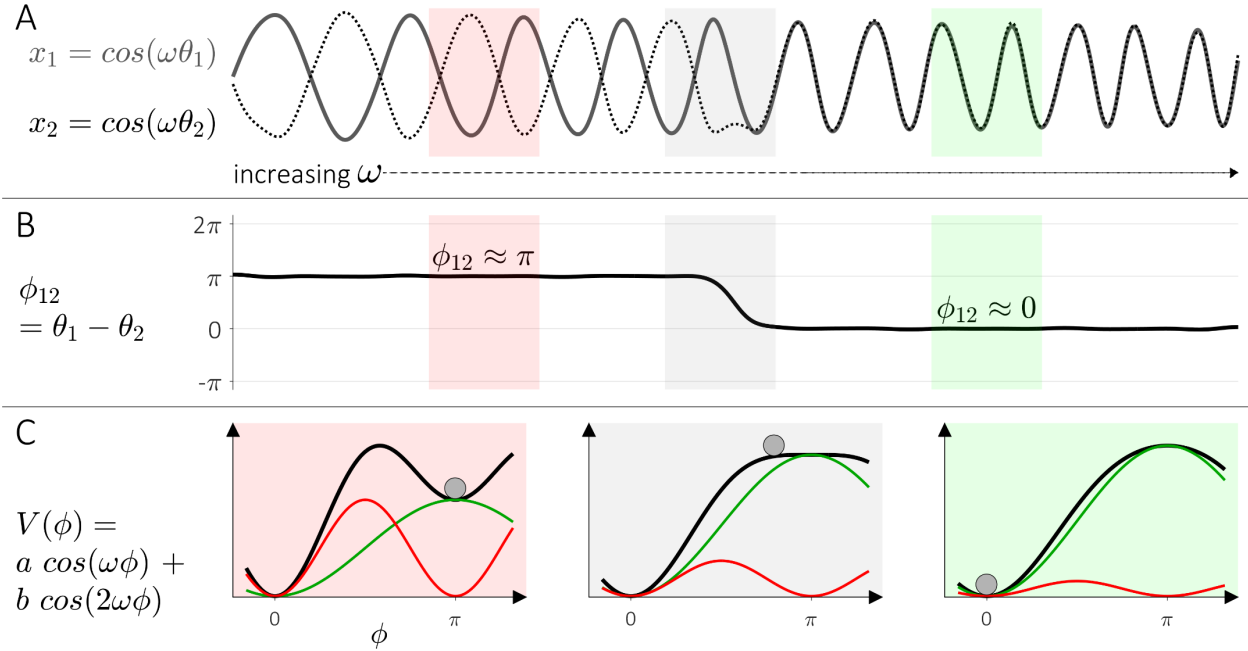 A
x₁ = cos(ωθ₁)
x₂ = cos(ωθ₂)
increasing ω
B
2π
π
0
-π
ϕ₁₂
= θ₁ − θ₂
ϕ₁₂ ≈ π
ϕ₁₂ ≈ 0
C
V(ϕ) =
a cos(ωϕ) +
b cos(2ωϕ)
0 π
ϕ
0 π
0 π